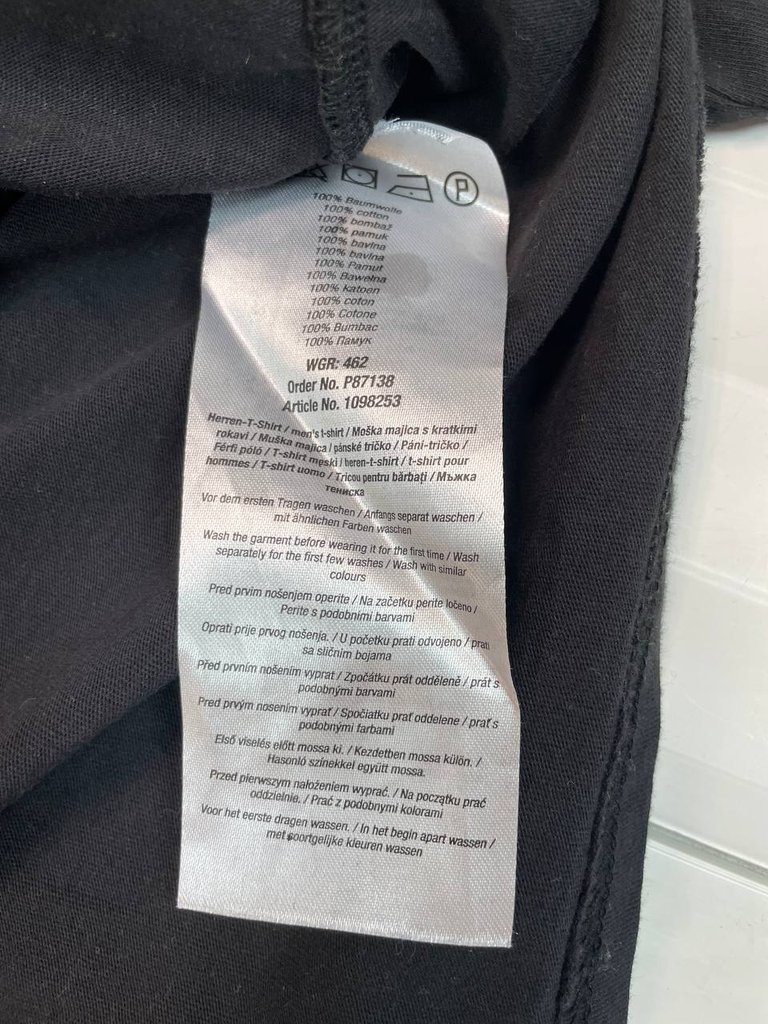 P
100% Baumwolle
100% cotton
100% bombaž
100% pamuk
100% bavlna
100% bavlna
100% Pamut
100% Bawełna
100% katoen
100% coton
100% Cotone
100% Bumbac
100% Памук
WGR: 462
Order No. P87138
Article No. 1098253
Herren-T-Shirt / men's t-shirt / Moška majica s kratkimi
rokavi / Muška majica / pánské tričko / Páni-tričko /
Férfi póló / T-shirt męski / heren-t-shirt / t-shirt pour
hommes / T-shirt uomo / Tricou pentru bărbați / Мъжка
тениска
Vor dem ersten Tragen waschen / Anfangs separat waschen /
mit ähnlichen Farben waschen
Wash the garment before wearing it for the first time / Wash
separately for the first few washes / Wash with similar
colours
Pred prvim nošenjem operite / Na začetku perite ločeno /
Perite s podobnimi barvami
Oprati prije prvog nošenja. / U početku prati odvojeno / prati
sa sličnim bojama
Před prvním nošením vyprat / Zpočátku prát odděleně / prát s
podobnými barvami
Pred prvým nosením vyprať / Spočiatku prať oddelene / prať s
podobnými farbami
Első viselés előtt mossa ki. / Kezdetben mossa külön. /
Hasonló színekkel együtt mossa.
Przed pierwszym nałożeniem wyprać. / Na początku prać
oddzielnie. / Prać z podobnymi kolorami
Voor het eerste dragen wassen. / In het begin apart wassen /
met soortgelijke kleuren wassen